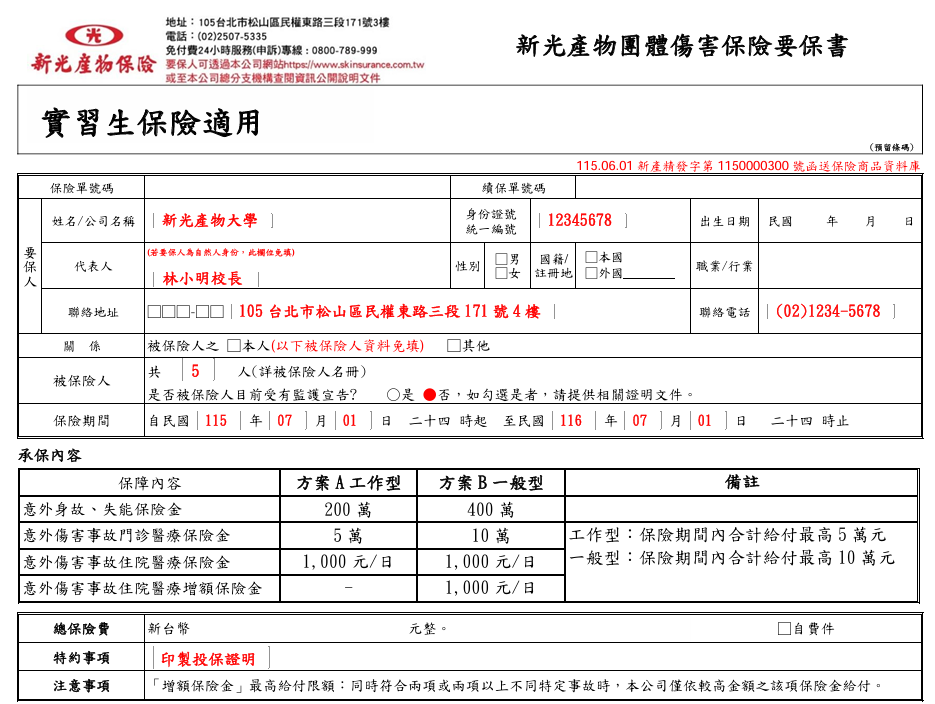 光
新光產物保險
地址：105台北市松山區民權東路三段171號3樓
電話：(02)2507-5335
免付費24小時服務(申訴)專線：0800-789-999
要保人可透過本公司網站https://www.skinsurance.com.tw
或至本公司總分支機構查閱資訊公開說明文件
新光產物團體傷害保險要保書
實習生保險適用
(預留條碼)
115.06.01 新產精發字第 1150000300 號函送保險商品資料庫
保險單號碼 續保單號碼
要保人
姓名/公司名稱 新光產物大學 身份證號 統一編號 12345678 出生日期 民國 年 月 日
代表人 (若要保人為自然人身份，此欄位免填) 林小明校長 性別 □男 □女 國籍/註冊地 □本國 □外國 職業/行業
聯絡地址 □□□-□□ 105 台北市松山區民權東路三段 171 號 4 樓 聯絡電話 (02)1234-5678
關 係 被保險人之 □本人(以下被保險人資料免填) □其他
被保險人 共 5 人(詳被保險人名冊)
是否被保險人目前受有監護宣告? ○是 ●否，如勾選是者，請提供相關證明文件。
保險期間 自民國 115 年 07 月 01 日 二十四 時起 至民國 116 年 07 月 01 日 二十四 時止
承保內容
保障內容 方案 A 工作型 方案 B 一般型 備註
意外身故、失能保險金 200 萬 400 萬
意外傷害事故門診醫療保險金 5 萬 10 萬 工作型：保險期間內合計給付最高 5 萬元
意外傷害事故住院醫療保險金 1,000 元/日 1,000 元/日 一般型：保險期間內合計給付最高 10 萬元
意外傷害事故住院醫療增額保險金 - 1,000 元/日
總保險費 新台幣 元整。 □自費件
特約事項 印製投保證明
注意事項 「增額保險金」最高給付限額：同時符合兩項或兩項以上不同特定事故時，本公司僅依較高金額之該項保險金給付。